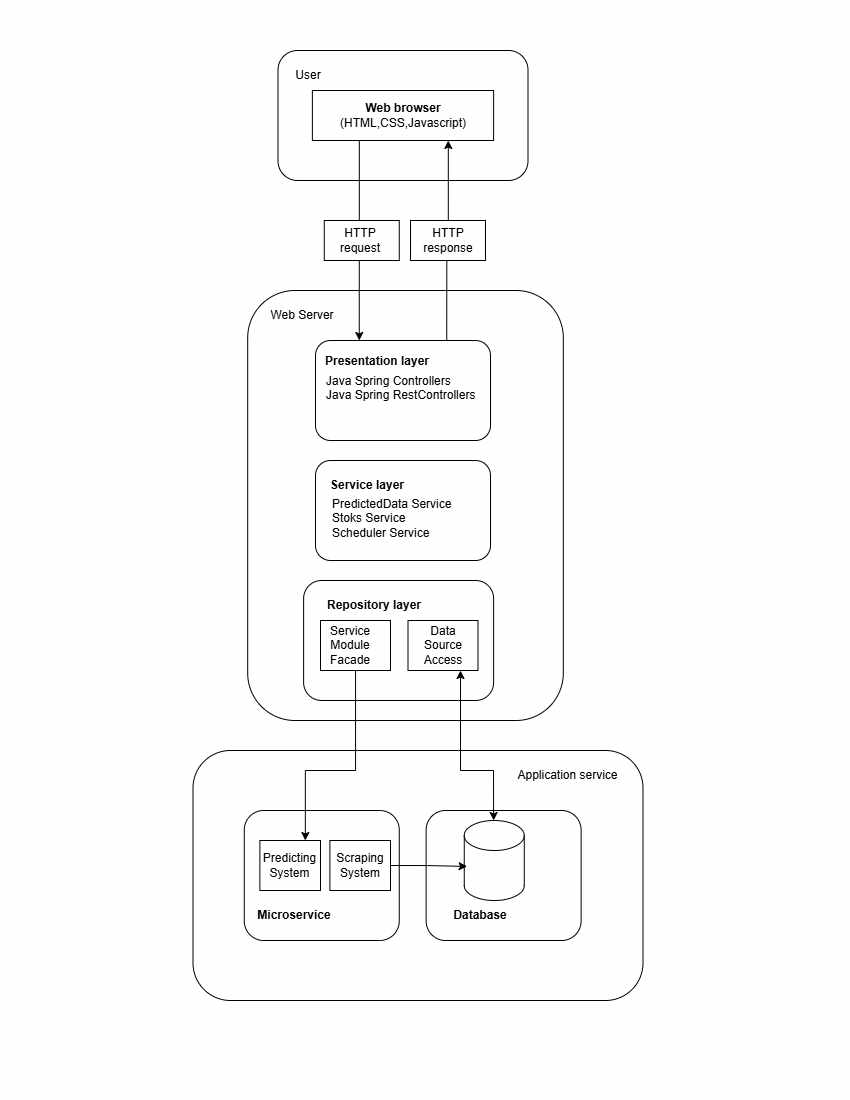 User
Web browser
(HTML,CSS,Javascript)
HTTP
request
HTTP
response
Web Server
Presentation layer
Java Spring Controllers
Java Spring RestControllers
Service layer
PredictedData Service
Stoks Service
Scheduler Service
Repository layer
Service
Module
Facade
Data
Source
Access
Application service
Predicting
System
Scraping
System
Microservice
Database